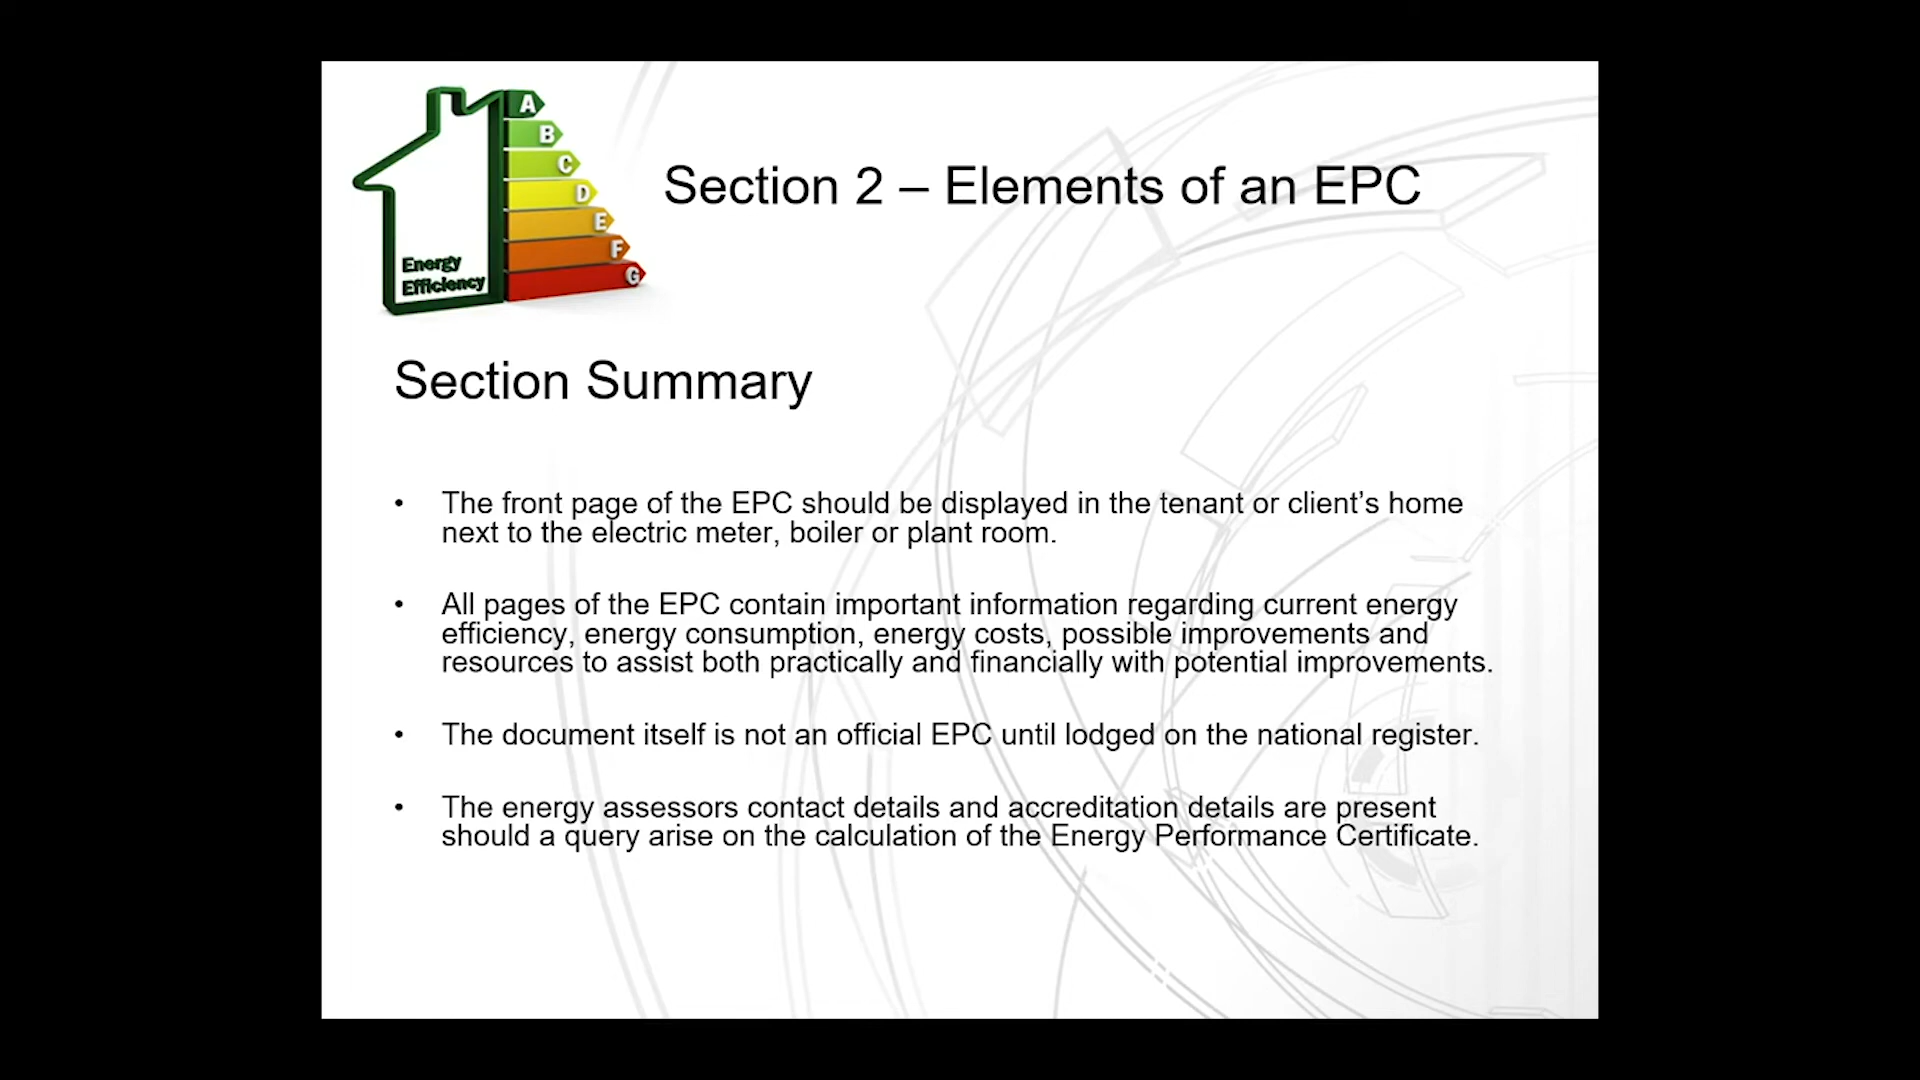 A
B
C
D
E
F
G
Energy
Efficiency
Section 2 – Elements of an EPC
Section Summary
• The front page of the EPC should be displayed in the tenant or client’s home
next to the electric meter, boiler or plant room.
• All pages of the EPC contain important information regarding current energy
efficiency, energy consumption, energy costs, possible improvements and
resources to assist both practically and financially with potential improvements.
• The document itself is not an official EPC until lodged on the national register.
• The energy assessors contact details and accreditation details are present
should a query arise on the calculation of the Energy Performance Certificate.